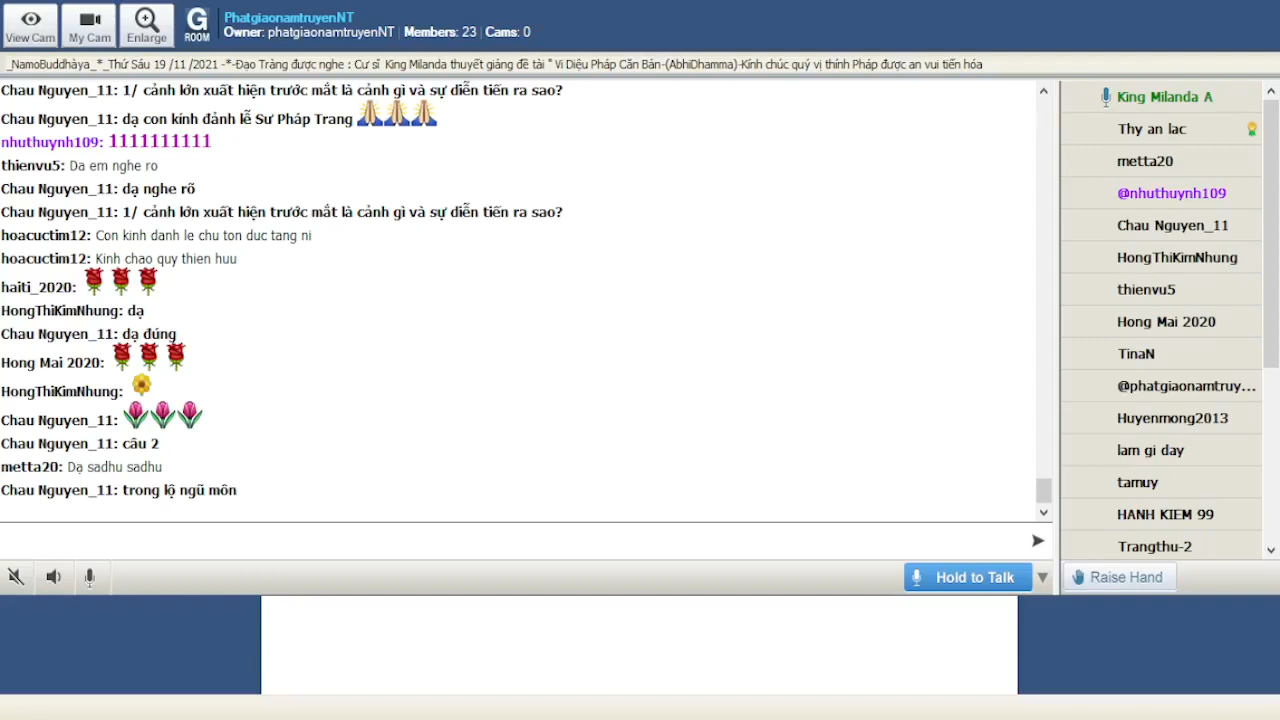 View Cam
My Cam
Enlarge
G
ROOM
PhatgiaonamtruyenNT
Owner: phatgiaonamtruyenNT | Members: 23 | Cams: 0
_NamoBuddhàya_*_Thứ Sáu 19 /11 /2021 -*-Đạo Tràng được nghe : Cư sĩ King Milanda thuyết giảng đề tài " Vi Diệu Pháp Căn Bản-(AbhiDhamma)-Kính chúc quý vị thính Pháp được an vui tiến hóa
Chau Nguyen_11: 1/ cảnh lớn xuất hiện trước mắt là cảnh gì và sự diễn tiến ra sao?
Chau Nguyen_11: dạ con kính đảnh lễ Sư Pháp Trang
nhuthuynh109: 1111111111
thienvu5: Da em nghe ro
Chau Nguyen_11: dạ nghe rõ
Chau Nguyen_11: 1/ cảnh lớn xuất hiện trước mắt là cảnh gì và sự diễn tiến ra sao?
hoacuctim12: Con kinh danh le chu ton duc tang ni
hoacuctim12: Kinh chao quy thien huu
haiti_2020:
HongThiKimNhung: dạ
Chau Nguyen_11: dạ đúng
Hong Mai 2020:
HongThiKimNhung:
Chau Nguyen_11:
Chau Nguyen_11: câu 2
metta20: Dạ sadhu sadhu
Chau Nguyen_11: trong lộ ngũ môn
King Milanda A
Thy an lac
metta20
@nhuthuynh109
Chau Nguyen_11
HongThiKimNhung
thienvu5
Hong Mai 2020
TinaN
@phatgiaonamtruy...
Huyenmong2013
lam gi day
tamuy
HANH KIEM 99
Trangthu-2
Hold to Talk
Raise Hand